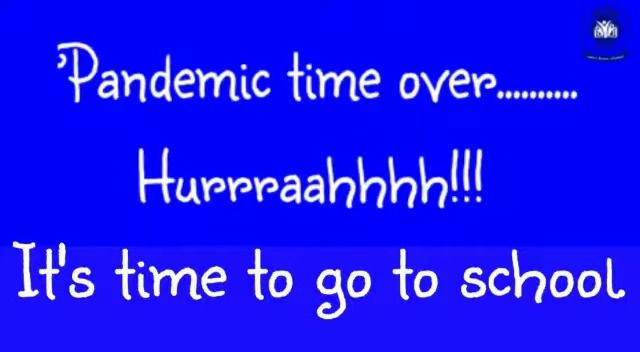 'Pandemic time over..........
Hurrraahhhh!!!
It's time to go to school